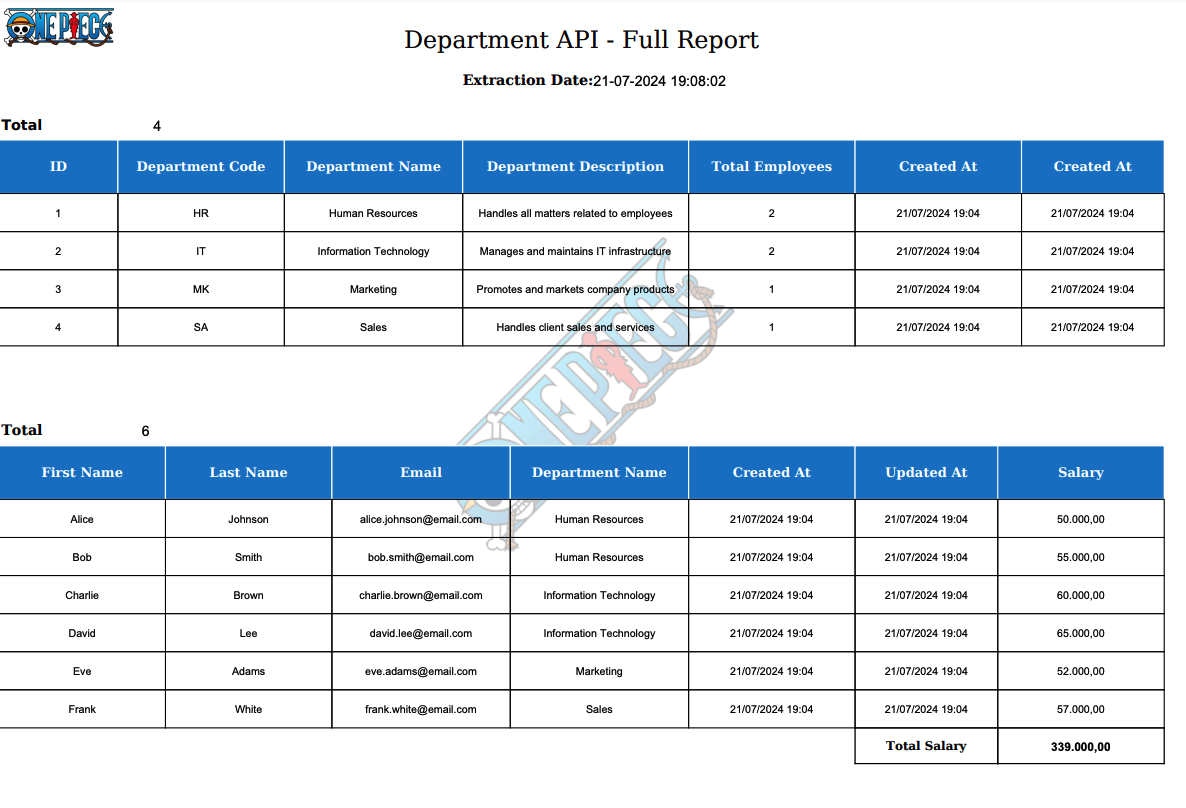 ONE PIECE
Department API - Full Report
Extraction Date:21-07-2024 19:08:02
Total 4
ID Department Code Department Name Department Description Total Employees Created At Created At
1 HR Human Resources Handles all matters related to employees 2 21/07/2024 19:04 21/07/2024 19:04
2 IT Information Technology Manages and maintains IT infrastructure 2 21/07/2024 19:04 21/07/2024 19:04
3 MK Marketing Promotes and markets company products 1 21/07/2024 19:04 21/07/2024 19:04
4 SA Sales Handles client sales and services 1 21/07/2024 19:04 21/07/2024 19:04
ONE PIECE
Total 6
First Name Last Name Email Department Name Created At Updated At Salary
Alice Johnson alice.johnson@email.com Human Resources 21/07/2024 19:04 21/07/2024 19:04 50.000,00
Bob Smith bob.smith@email.com Human Resources 21/07/2024 19:04 21/07/2024 19:04 55.000,00
Charlie Brown charlie.brown@email.com Information Technology 21/07/2024 19:04 21/07/2024 19:04 60.000,00
David Lee david.lee@email.com Information Technology 21/07/2024 19:04 21/07/2024 19:04 65.000,00
Eve Adams eve.adams@email.com Marketing 21/07/2024 19:04 21/07/2024 19:04 52.000,00
Frank White frank.white@email.com Sales 21/07/2024 19:04 21/07/2024 19:04 57.000,00
Total Salary 339.000,00